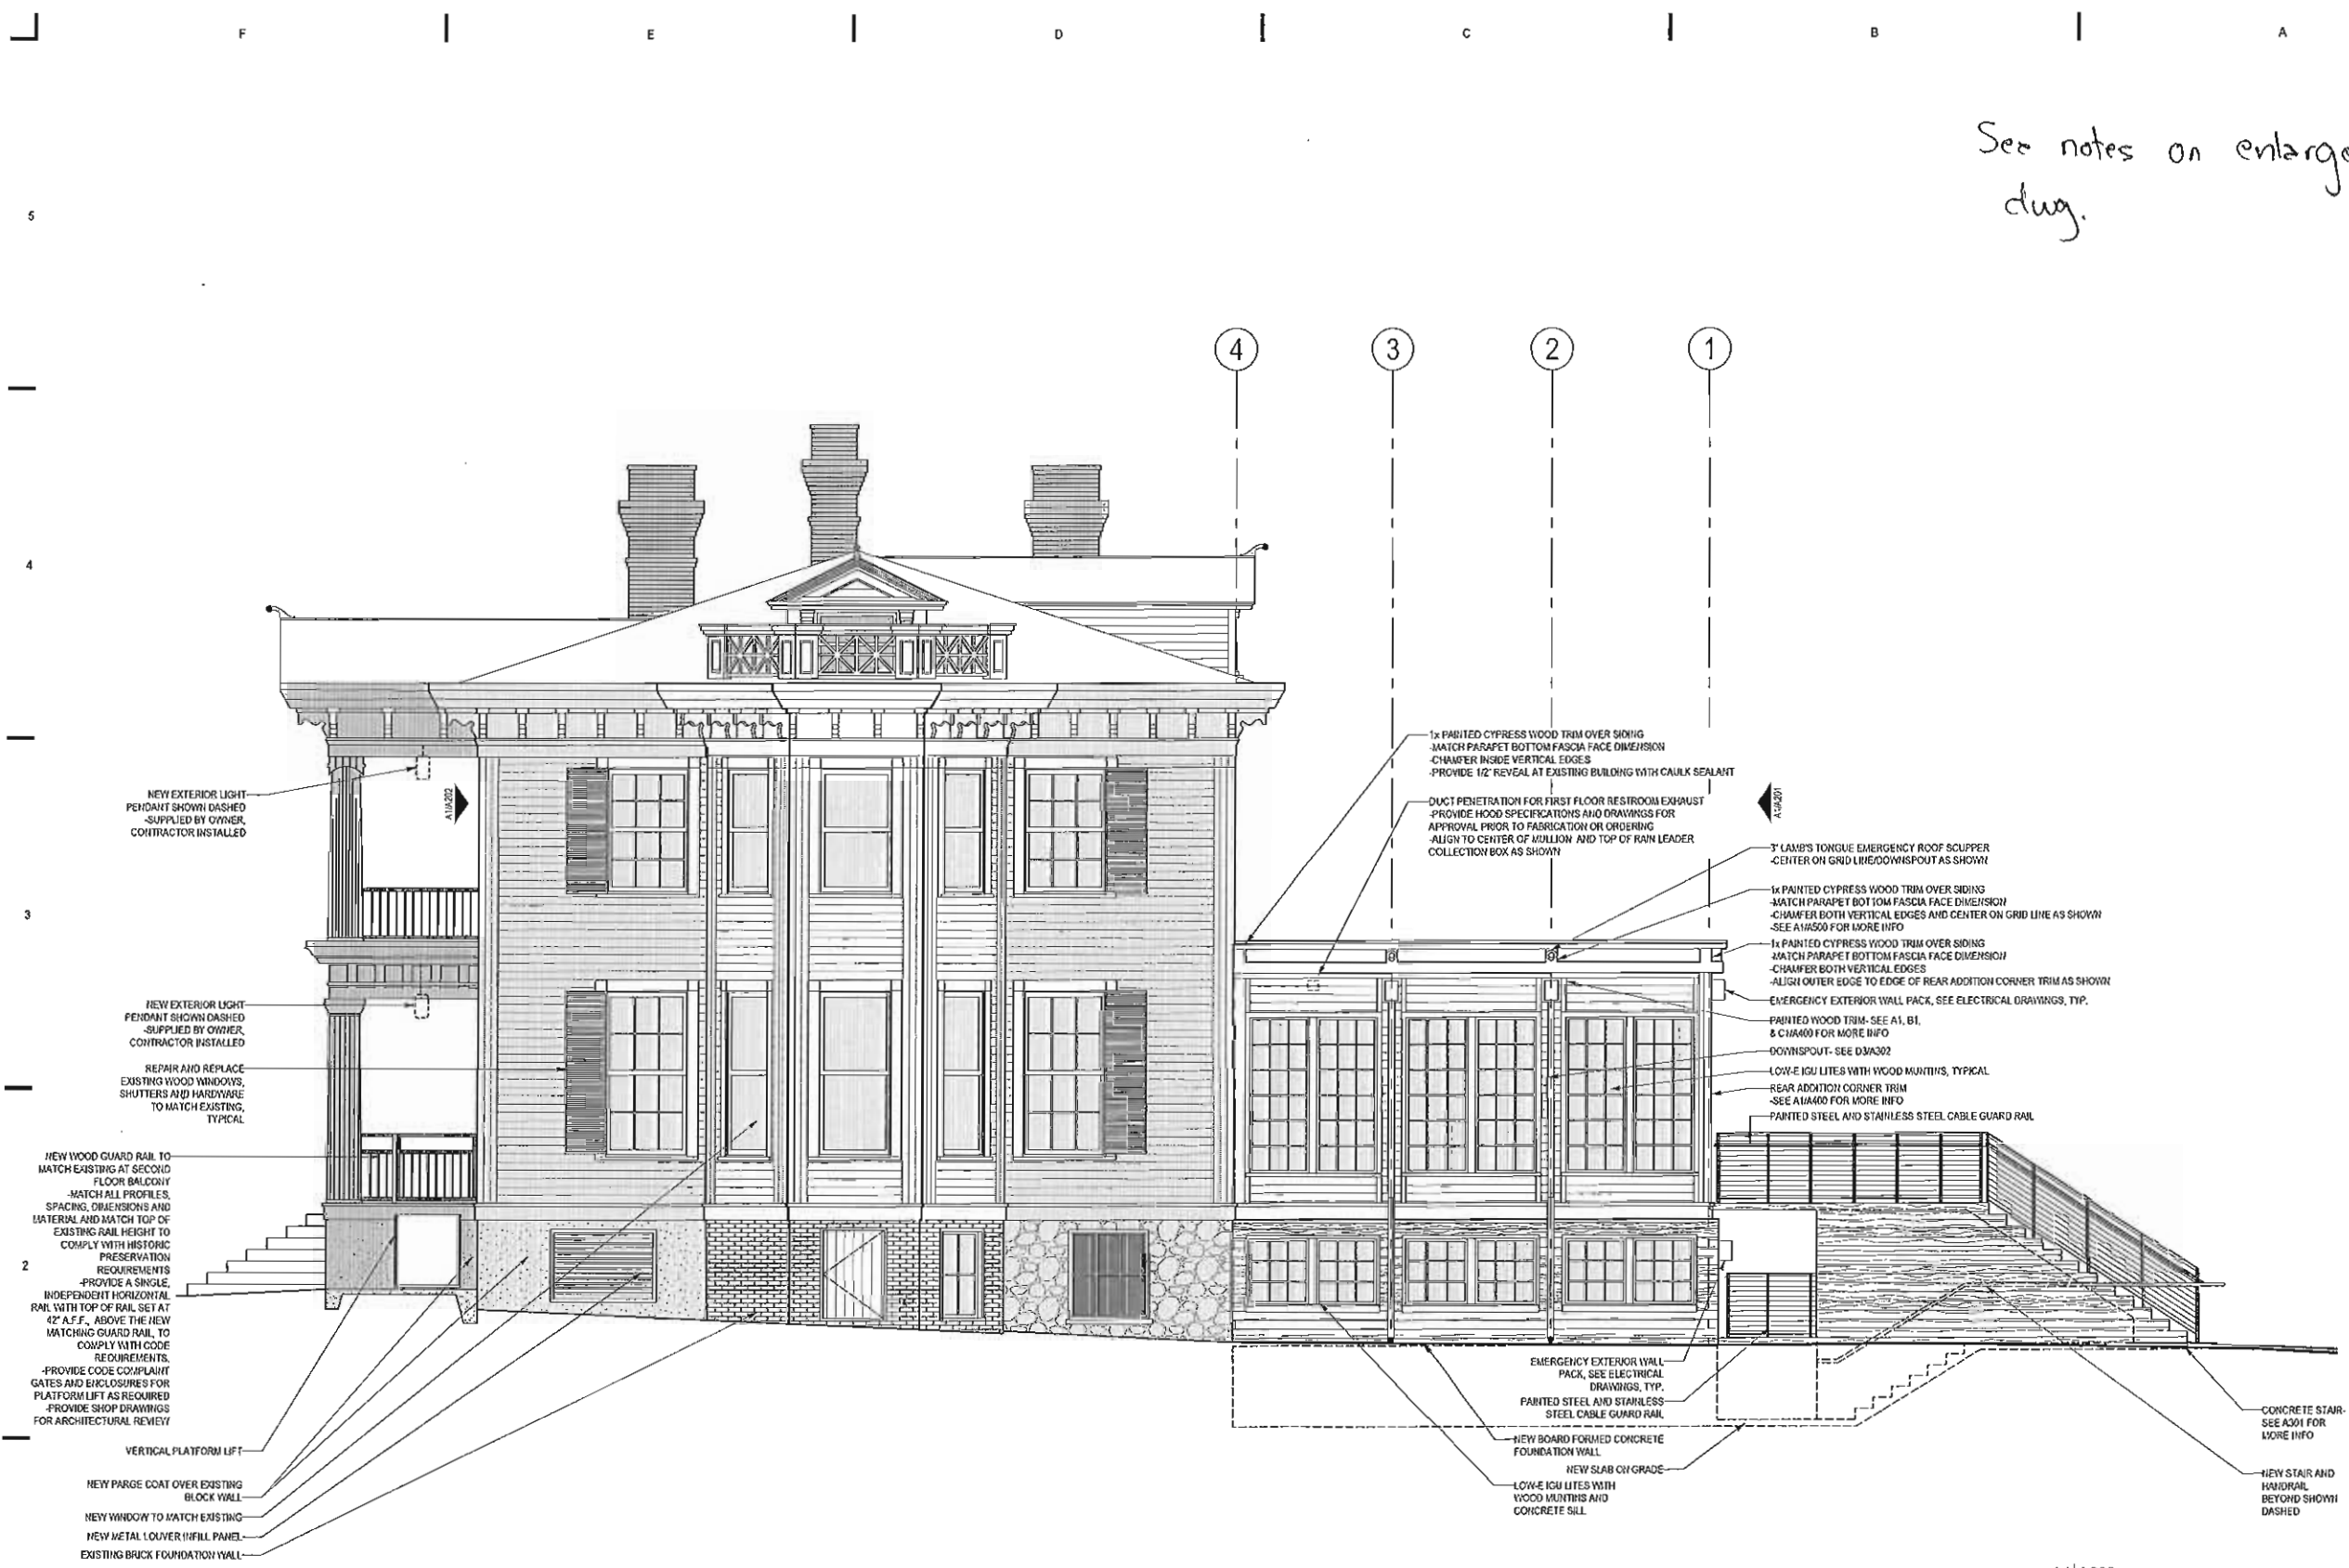 F
E
D
C
B
A
See notes on enlarge
dwg.
5
4
3
2
4
3
2
1
NEW EXTERIOR LIGHT
PENDANT SHOWN DASHED
-SUPPLIED BY OWNER,
CONTRACTOR INSTALLED
A1/A202
NEW EXTERIOR LIGHT
PENDANT SHOWN DASHED
-SUPPLIED BY OWNER,
CONTRACTOR INSTALLED
REPAIR AND REPLACE
EXISTING WOOD WINDOWS,
SHUTTERS AND HARDWARE
TO MATCH EXISTING,
TYPICAL
NEW WOOD GUARD RAIL TO
MATCH EXISTING AT SECOND
FLOOR BALCONY
-MATCH ALL PROFILES,
SPACING, DIMENSIONS AND
MATERIAL AND MATCH TOP OF
EXISTING RAIL HEIGHT TO
COMPLY WITH HISTORIC
PRESERVATION
REQUIREMENTS
-PROVIDE A SINGLE,
INDEPENDENT HORIZONTAL
RAIL WITH TOP OF RAIL SET AT
42" A.F.F., ABOVE THE NEW
MATCHING GUARD RAIL, TO
COMPLY WITH CODE
REQUIREMENTS.
-PROVIDE CODE COMPLAINT
GATES AND ENCLOSURES FOR
PLATFORM LIFT AS REQUIRED
-PROVIDE SHOP DRAWINGS
FOR ARCHITECTURAL REVIEW
VERTICAL PLATFORM LIFT
NEW PARGE COAT OVER EXISTING
BLOCK WALL
NEW WINDOW TO MATCH EXISTING
NEW METAL LOUVER INFILL PANEL
EXISTING BRICK FOUNDATION WALL
1x PAINTED CYPRESS WOOD TRIM OVER SIDING
-MATCH PARAPET BOTTOM FASCIA FACE DIMENSION
-CHAMFER INSIDE VERTICAL EDGES
-PROVIDE 1/2" REVEAL AT EXISTING BUILDING WITH CAULK SEALANT
DUCT PENETRATION FOR FIRST FLOOR RESTROOM EXHAUST
-PROVIDE HOOD SPECIFICATIONS AND DRAWINGS FOR
APPROVAL PRIOR TO FABRICATION OR ORDERING
-ALIGN TO CENTER OF MULLION AND TOP OF RAIN LEADER
COLLECTION BOX AS SHOWN
A1/A201
3" LAMB'S TONGUE EMERGENCY ROOF SCUPPER
-CENTER ON GRID LINE/DOWNSPOUT AS SHOWN
1x PAINTED CYPRESS WOOD TRIM OVER SIDING
-MATCH PARAPET BOTTOM FASCIA FACE DIMENSION
-CHAMFER BOTH VERTICAL EDGES AND CENTER ON GRID LINE AS SHOWN
-SEE A1/A500 FOR MORE INFO
1x PAINTED CYPRESS WOOD TRIM OVER SIDING
-MATCH PARAPET BOTTOM FASCIA FACE DIMENSION
-CHAMFER BOTH VERTICAL EDGES
-ALIGN OUTER EDGE TO EDGE OF REAR ADDITION CORNER TRIM AS SHOWN
EMERGENCY EXTERIOR WALL PACK, SEE ELECTRICAL DRAWINGS, TYP.
PAINTED WOOD TRIM- SEE A1, B1,
& C1/A400 FOR MORE INFO
DOWNSPOUT- SEE D3/A302
LOW-E IGU LITES WITH WOOD MUNTINS, TYPICAL
REAR ADDITION CORNER TRIM
-SEE A1/A400 FOR MORE INFO
PAINTED STEEL AND STAINLESS STEEL CABLE GUARD RAIL
EMERGENCY EXTERIOR WALL
PACK, SEE ELECTRICAL
DRAWINGS, TYP.
PAINTED STEEL AND STAINLESS
STEEL CABLE GUARD RAIL
NEW BOARD FORMED CONCRETE
FOUNDATION WALL
NEW SLAB ON GRADE
LOW-E IGU LITES WITH
WOOD MUNTINS AND
CONCRETE SILL
CONCRETE STAIR-
SEE A301 FOR
MORE INFO
NEW STAIR AND
HANDRAIL
BEYOND SHOWN
DASHED